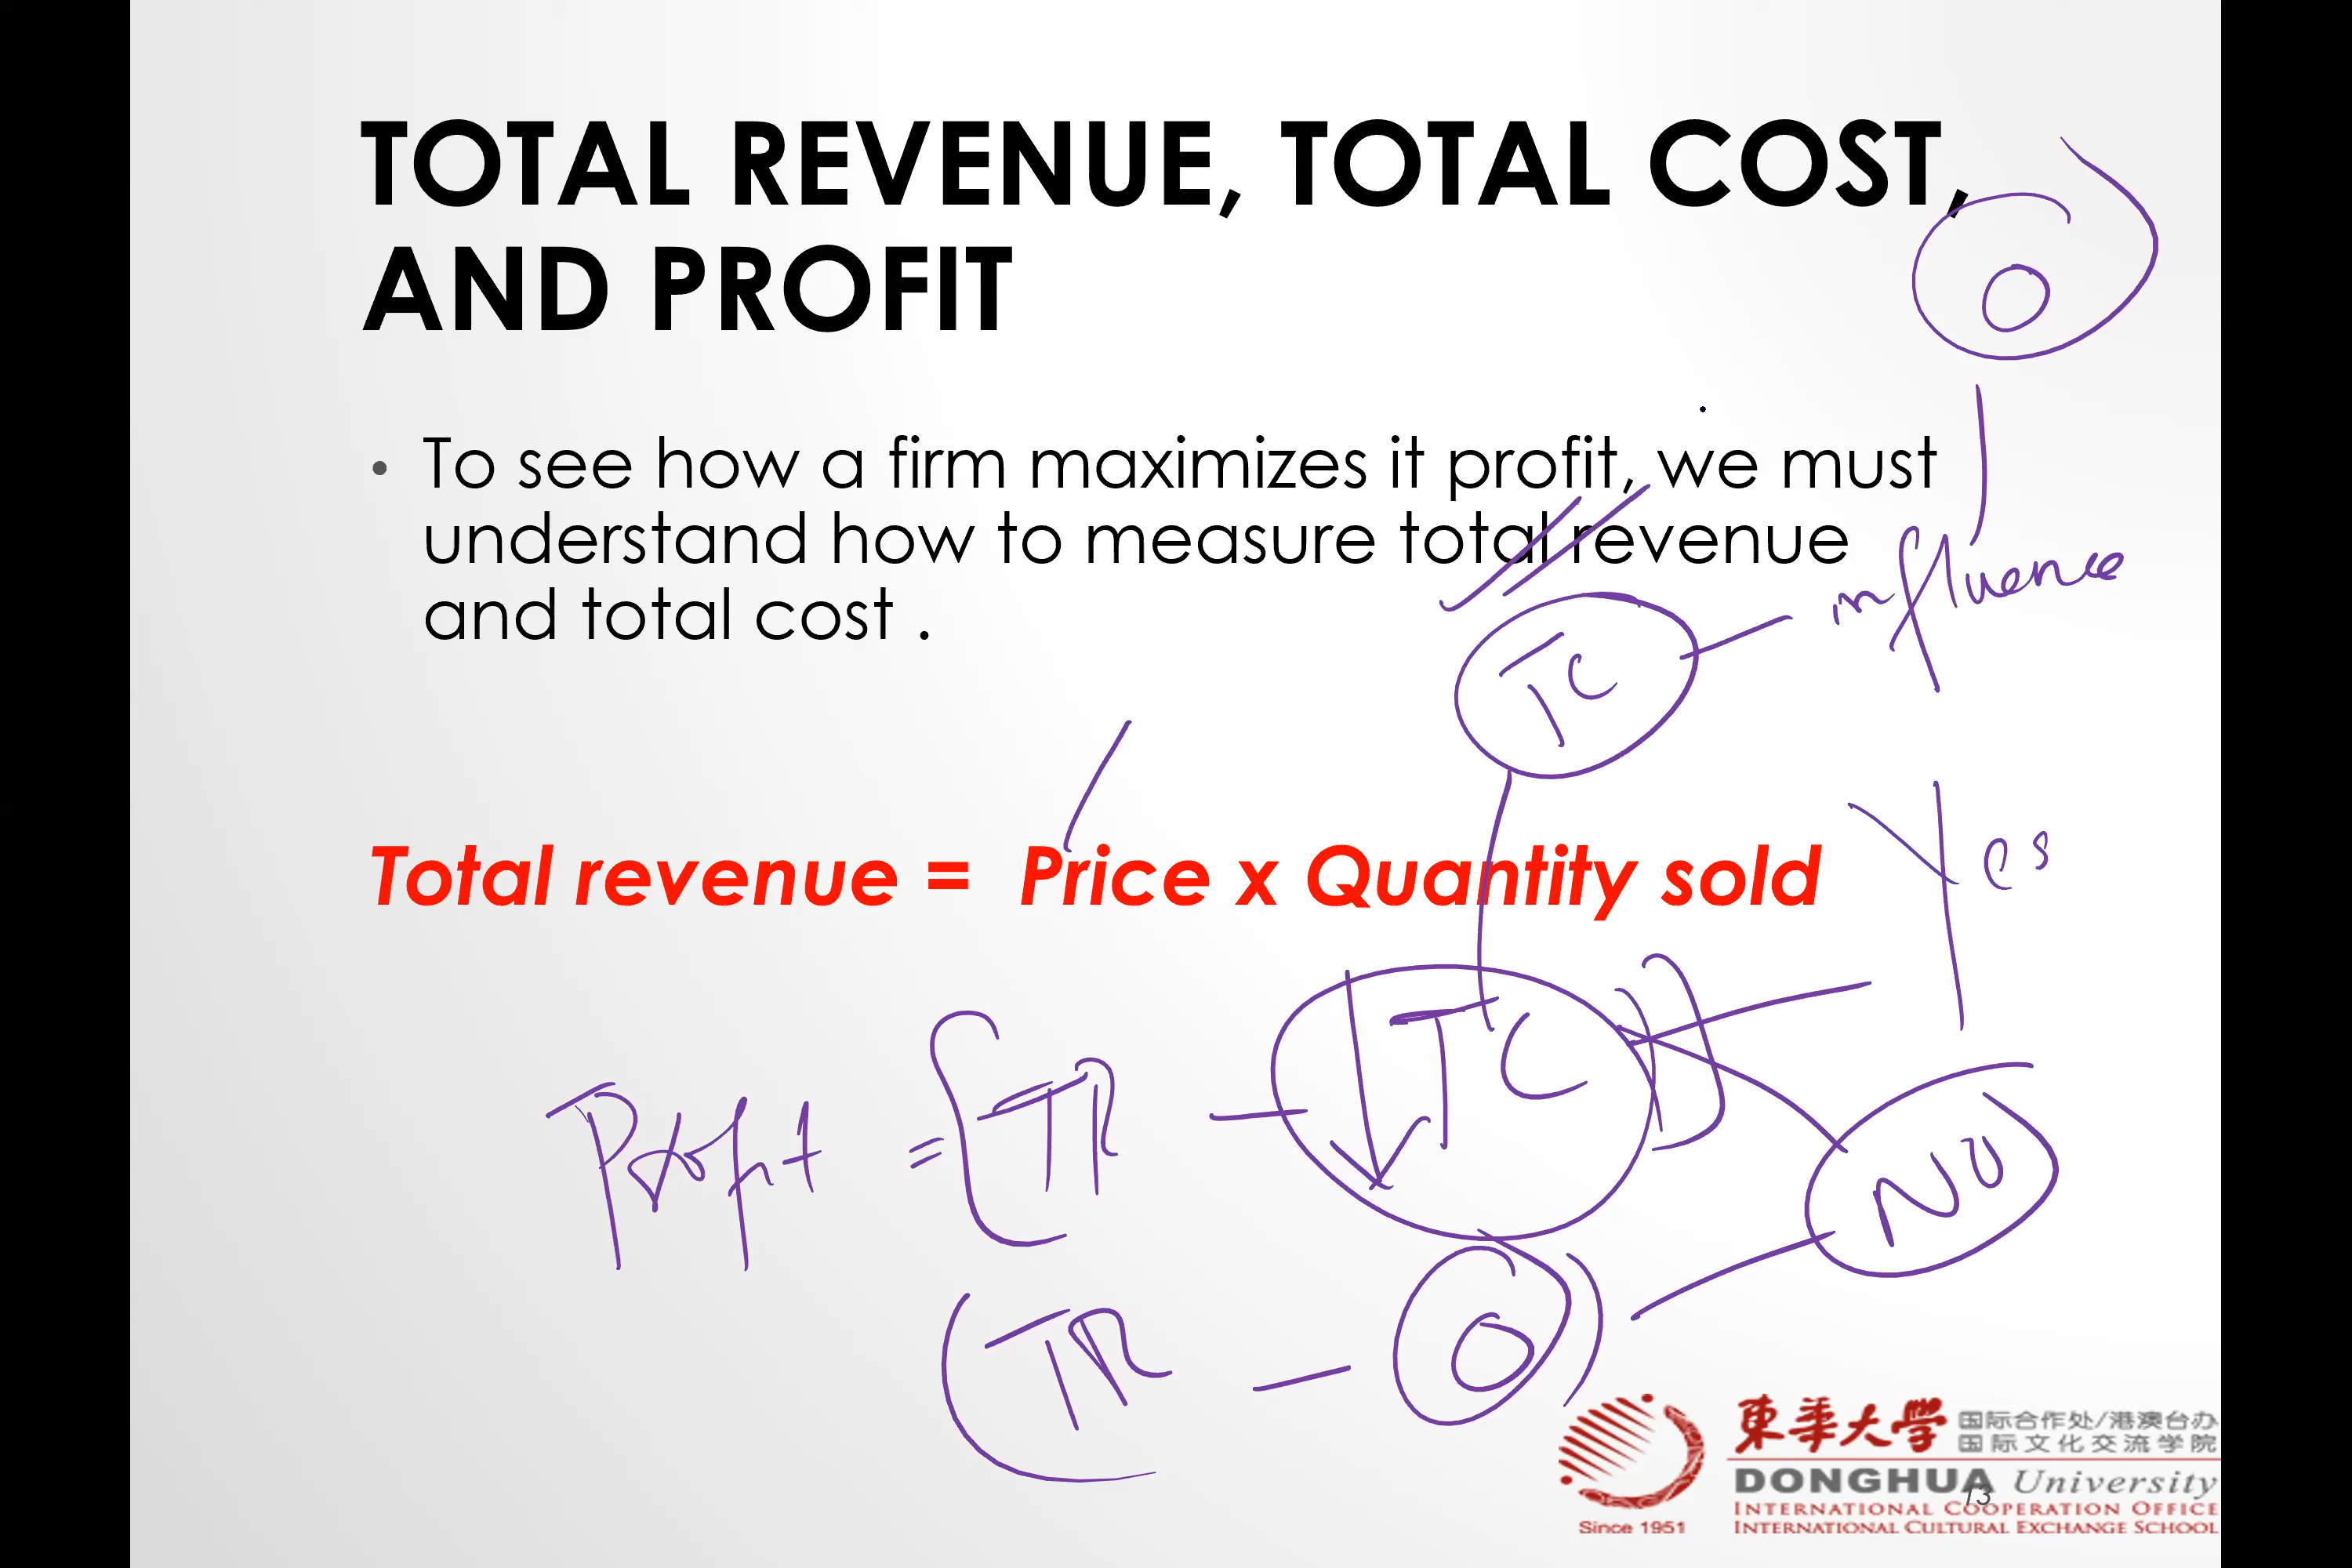 TOTAL REVENUE, TOTAL COST,
AND PROFIT
O
• To see how a firm maximizes it profit, we must
understand how to measure total revenue
and total cost .
influence
TC
Yes
Total revenue = Price x Quantity sold
Profit = TR - TC
NO
(TR - O)
東華大學
国际合作处/港澳台办
国际文化交流学院
DONGHUA University
13
INTERNATIONAL COOPERATION OFFICE
INTERNATIONAL CULTURAL EXCHANGE SCHOOL
Since 1951